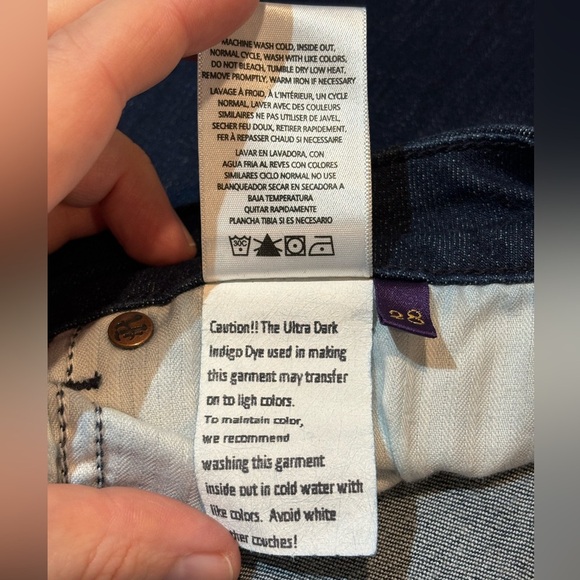 MACHINE WASH COLD, INSIDE OUT,
NORMAL CYCLE, WASH WITH LIKE COLORS,
DO NOT BLEACH, TUMBLE DRY LOW HEAT,
REMOVE PROMPTLY, WARM IRON IF NECESSARY
LAVAGE À FROID, À L'INTÉRIEUR, UN CYCLE
NORMAL, LAVER AVEC DES COULEURS
SIMILAIRES NE PAS UTILISER DE JAVEL,
SECHER FEU DOUX, RETIRER RAPIDEMENT,
FER À REPASSER CHAUD SI NECESSAIRE
LAVAR EN LAVADORA, CON
AGUA FRIA AL REVES CON COLORES
SIMILARES CICLO NORMAL NO USE
BLANQUEADOR SECAR EN SECADORA A
BAJA TEMPERATURA
QUITAR RAPIDAMENTE
PLANCHA TIBIA SI ES NECESARIO
30C
28
Caution!! The Ultra Dark
Indigo Dye used in making
this garment may transfer
on to ligh colors.
To maintain color,
we recommend
washing this garment
inside out in cold water with
like colors. Avoid white
ther couches!